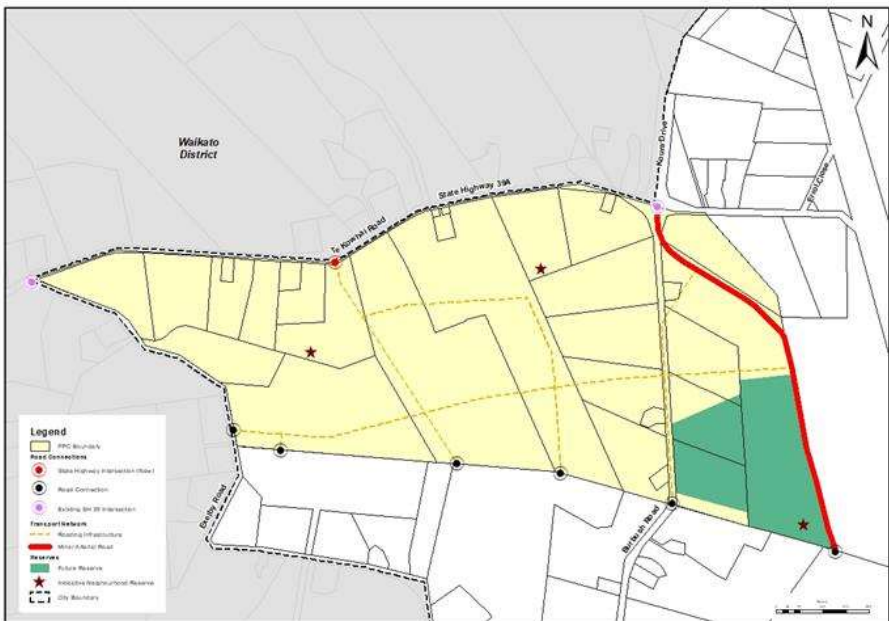 N
Waikato
District
Koura Drive
Errol Close
State Highway 39A
Te Kowhai Road
Exelby Road
Burbush Road
Legend
PPC Boundary
Road Connections
State Highway Intersection (New)
Road Connection
Existing SH 39 Intersection
Transport Network
Roading Infrastructure
Minor Arterial Road
Reserves
Future Reserve
Indicative Neighbourhood Reserve
City Boundary